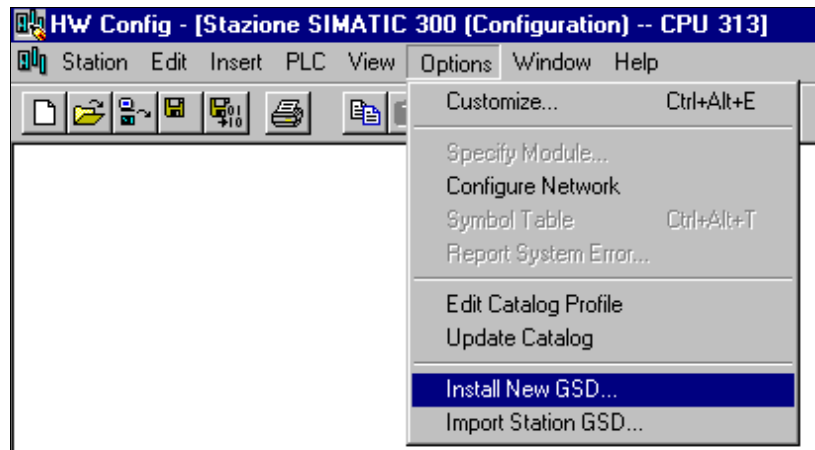 HW Config - [Stazione SIMATIC 300 (Configuration) -- CPU 313]
Station Edit Insert PLC View Options Window Help
Customize... Ctrl+Alt+E
Specify Module...
Configure Network
Symbol Table Ctrl+Alt+T
Report System Error...
Edit Catalog Profile
Update Catalog
Install New GSD...
Import Station GSD...